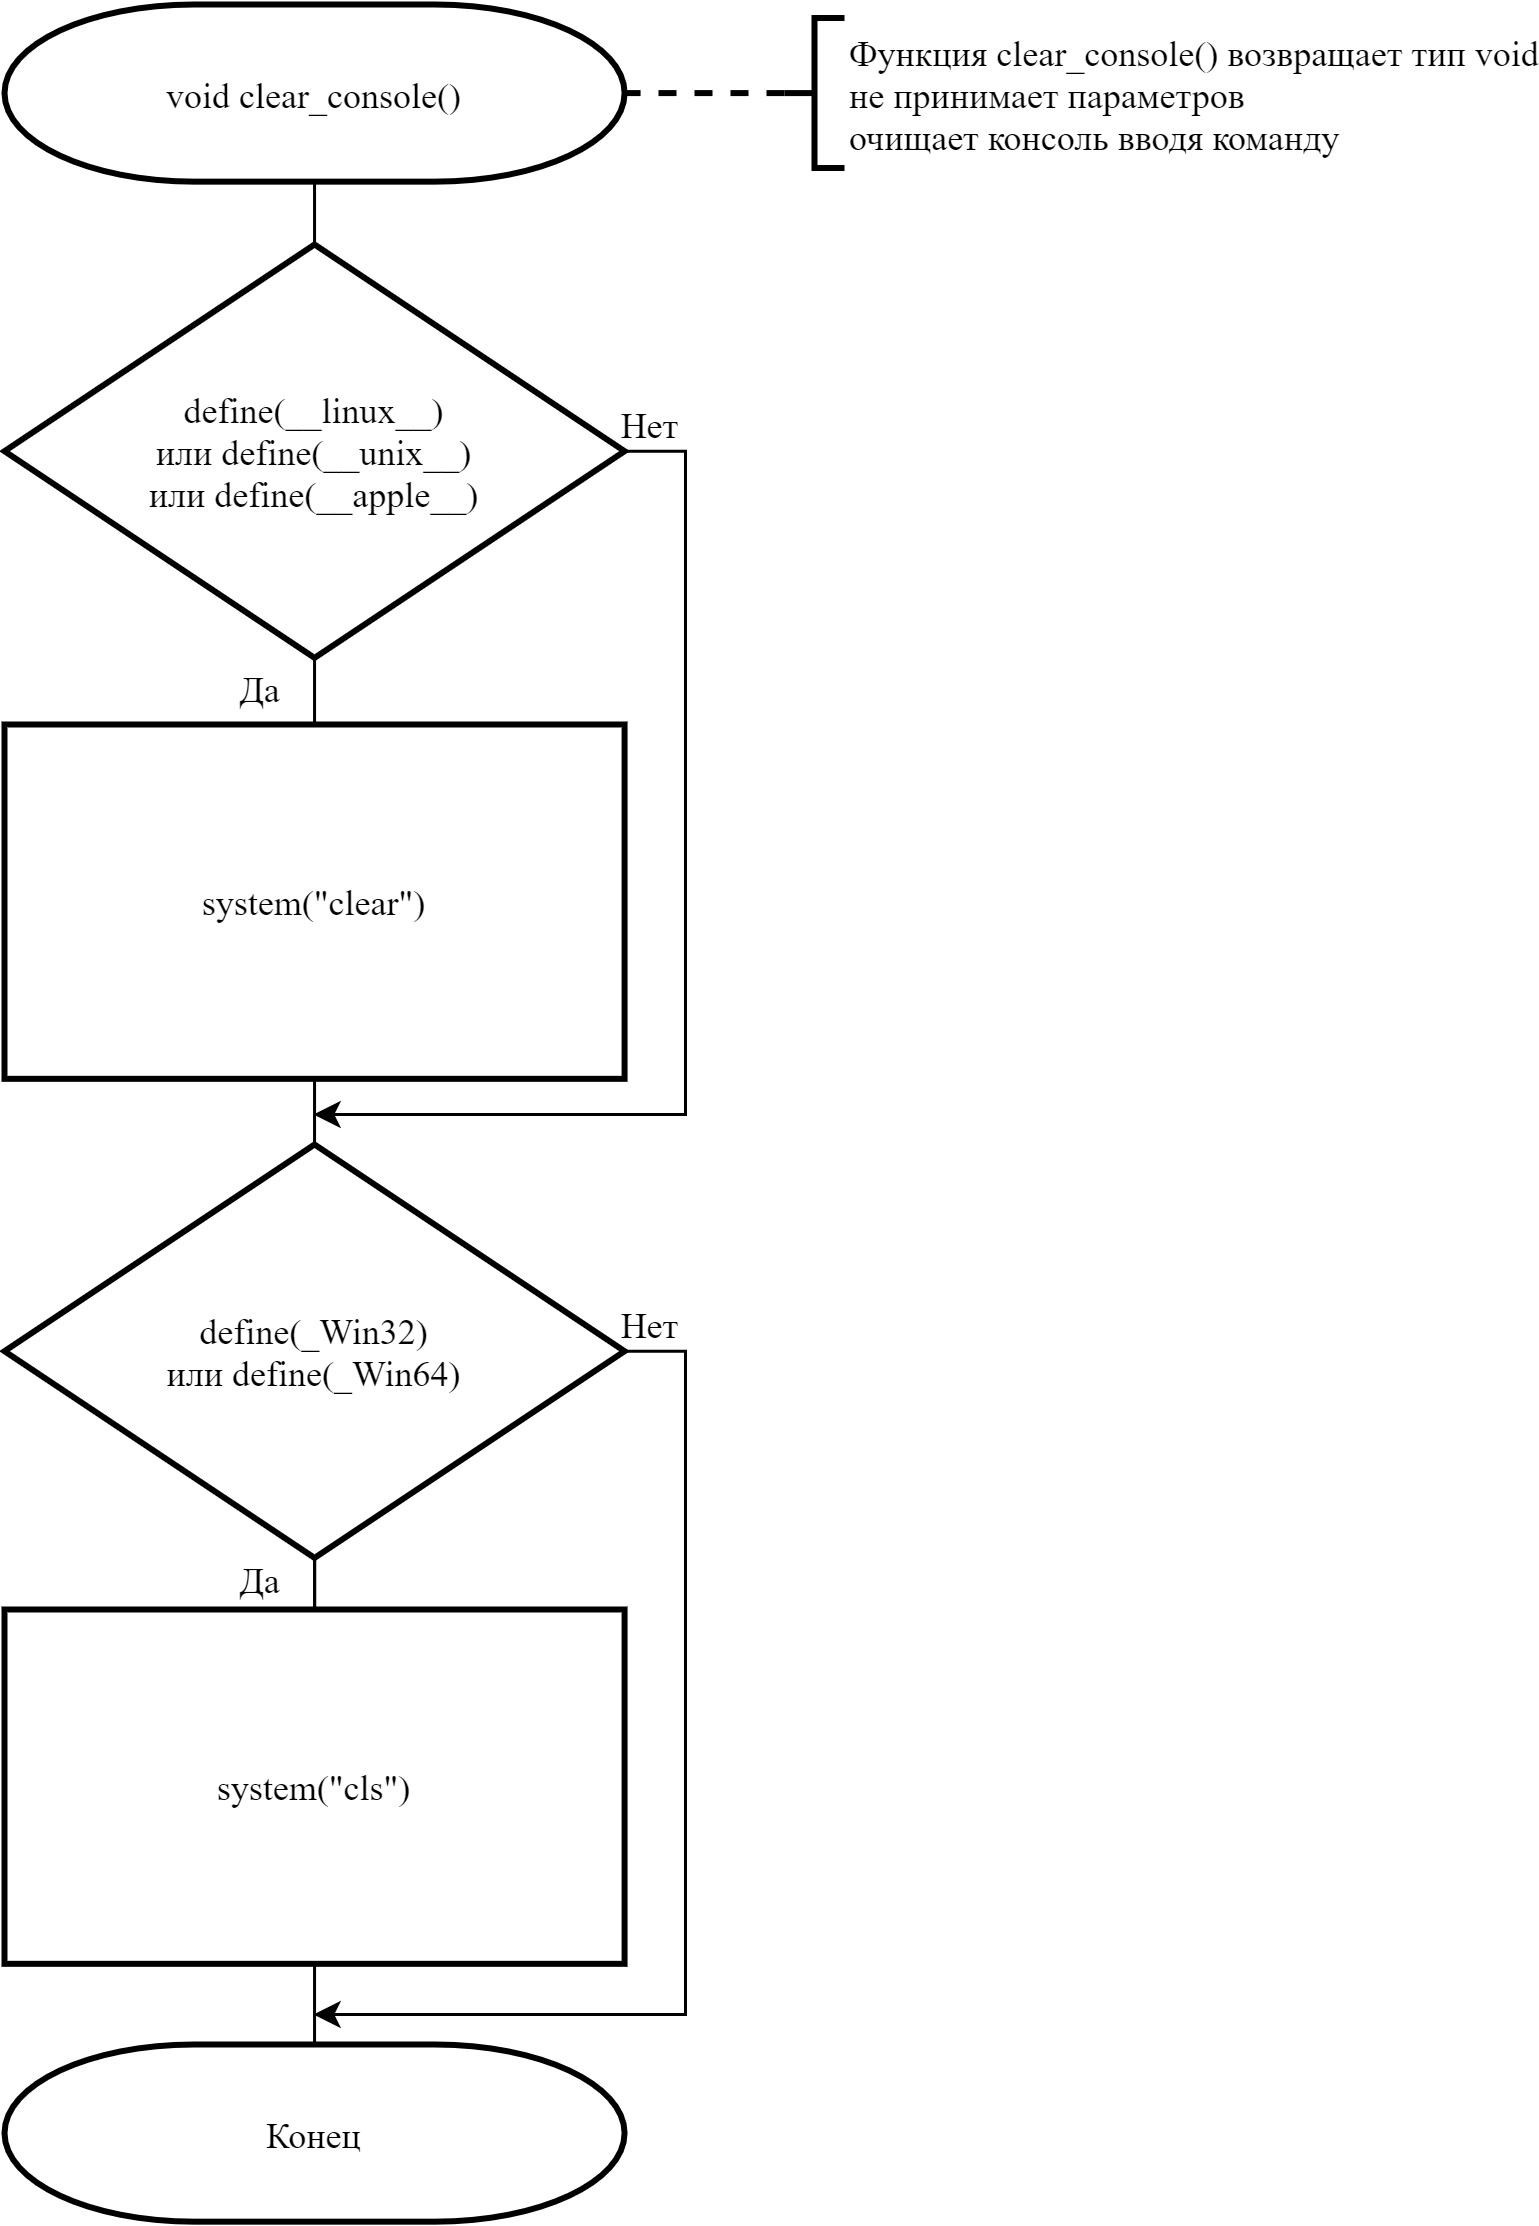 void clear_console()
Функция clear_console() возвращает тип void
не принимает параметров
очищает консоль вводя команду
define(__linux__)
или define(__unix__)
или define(__apple__)
Нет
Да
system("clear")
define(_Win32)
или define(_Win64)
Нет
Да
system("cls")
Конец